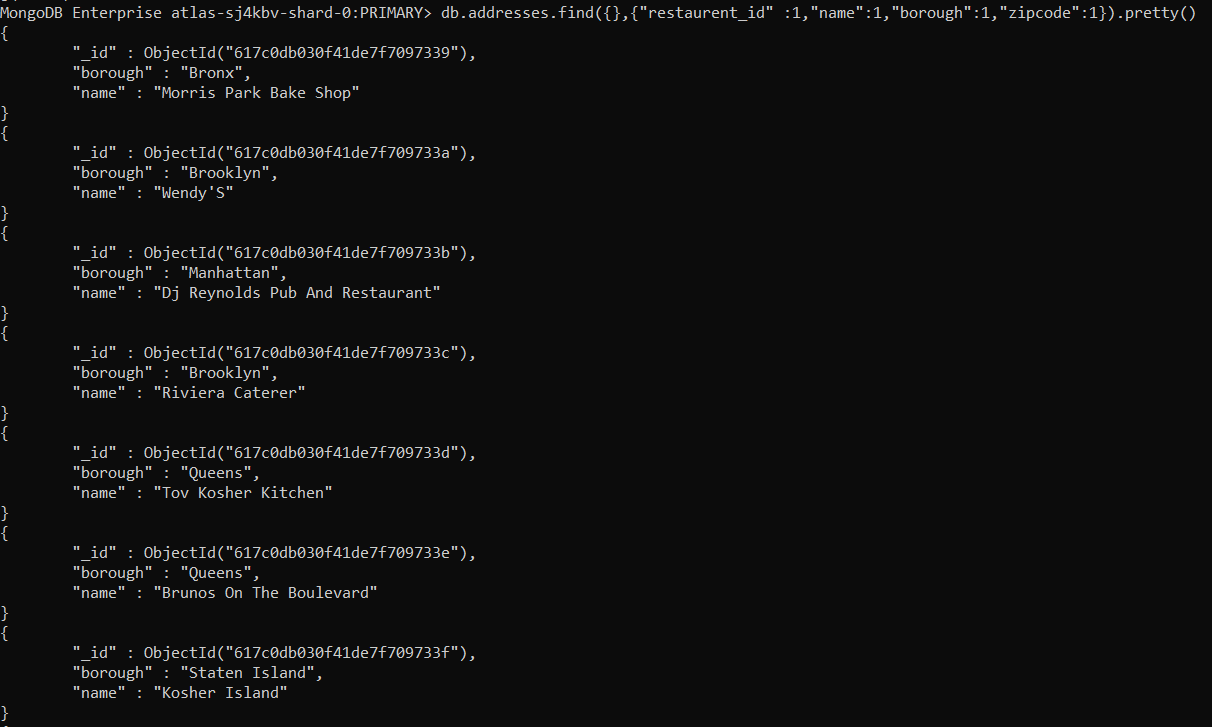 MongoDB Enterprise atlas-sj4kbv-shard-0:PRIMARY> db.addresses.find({},{"restaurent_id" :1,"name":1,"borough":1,"zipcode":1}).pretty()
{
        "_id" : ObjectId("617c0db030f41de7f7097339"),
        "borough" : "Bronx",
        "name" : "Morris Park Bake Shop"
}
{
        "_id" : ObjectId("617c0db030f41de7f709733a"),
        "borough" : "Brooklyn",
        "name" : "Wendy'S"
}
{
        "_id" : ObjectId("617c0db030f41de7f709733b"),
        "borough" : "Manhattan",
        "name" : "Dj Reynolds Pub And Restaurant"
}
{
        "_id" : ObjectId("617c0db030f41de7f709733c"),
        "borough" : "Brooklyn",
        "name" : "Riviera Caterer"
}
{
        "_id" : ObjectId("617c0db030f41de7f709733d"),
        "borough" : "Queens",
        "name" : "Tov Kosher Kitchen"
}
{
        "_id" : ObjectId("617c0db030f41de7f709733e"),
        "borough" : "Queens",
        "name" : "Brunos On The Boulevard"
}
{
        "_id" : ObjectId("617c0db030f41de7f709733f"),
        "borough" : "Staten Island",
        "name" : "Kosher Island"
}